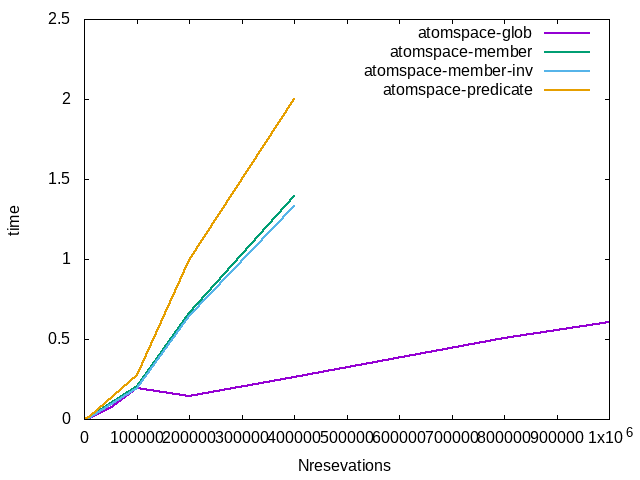 2.5
2
1.5
1
0.5
0
time
atomspace-glob
atomspace-member
atomspace-member-inv
atomspace-predicate
0 100000 200000 300000 400000 500000 600000 700000 800000 900000 1x10^6
Nresevations